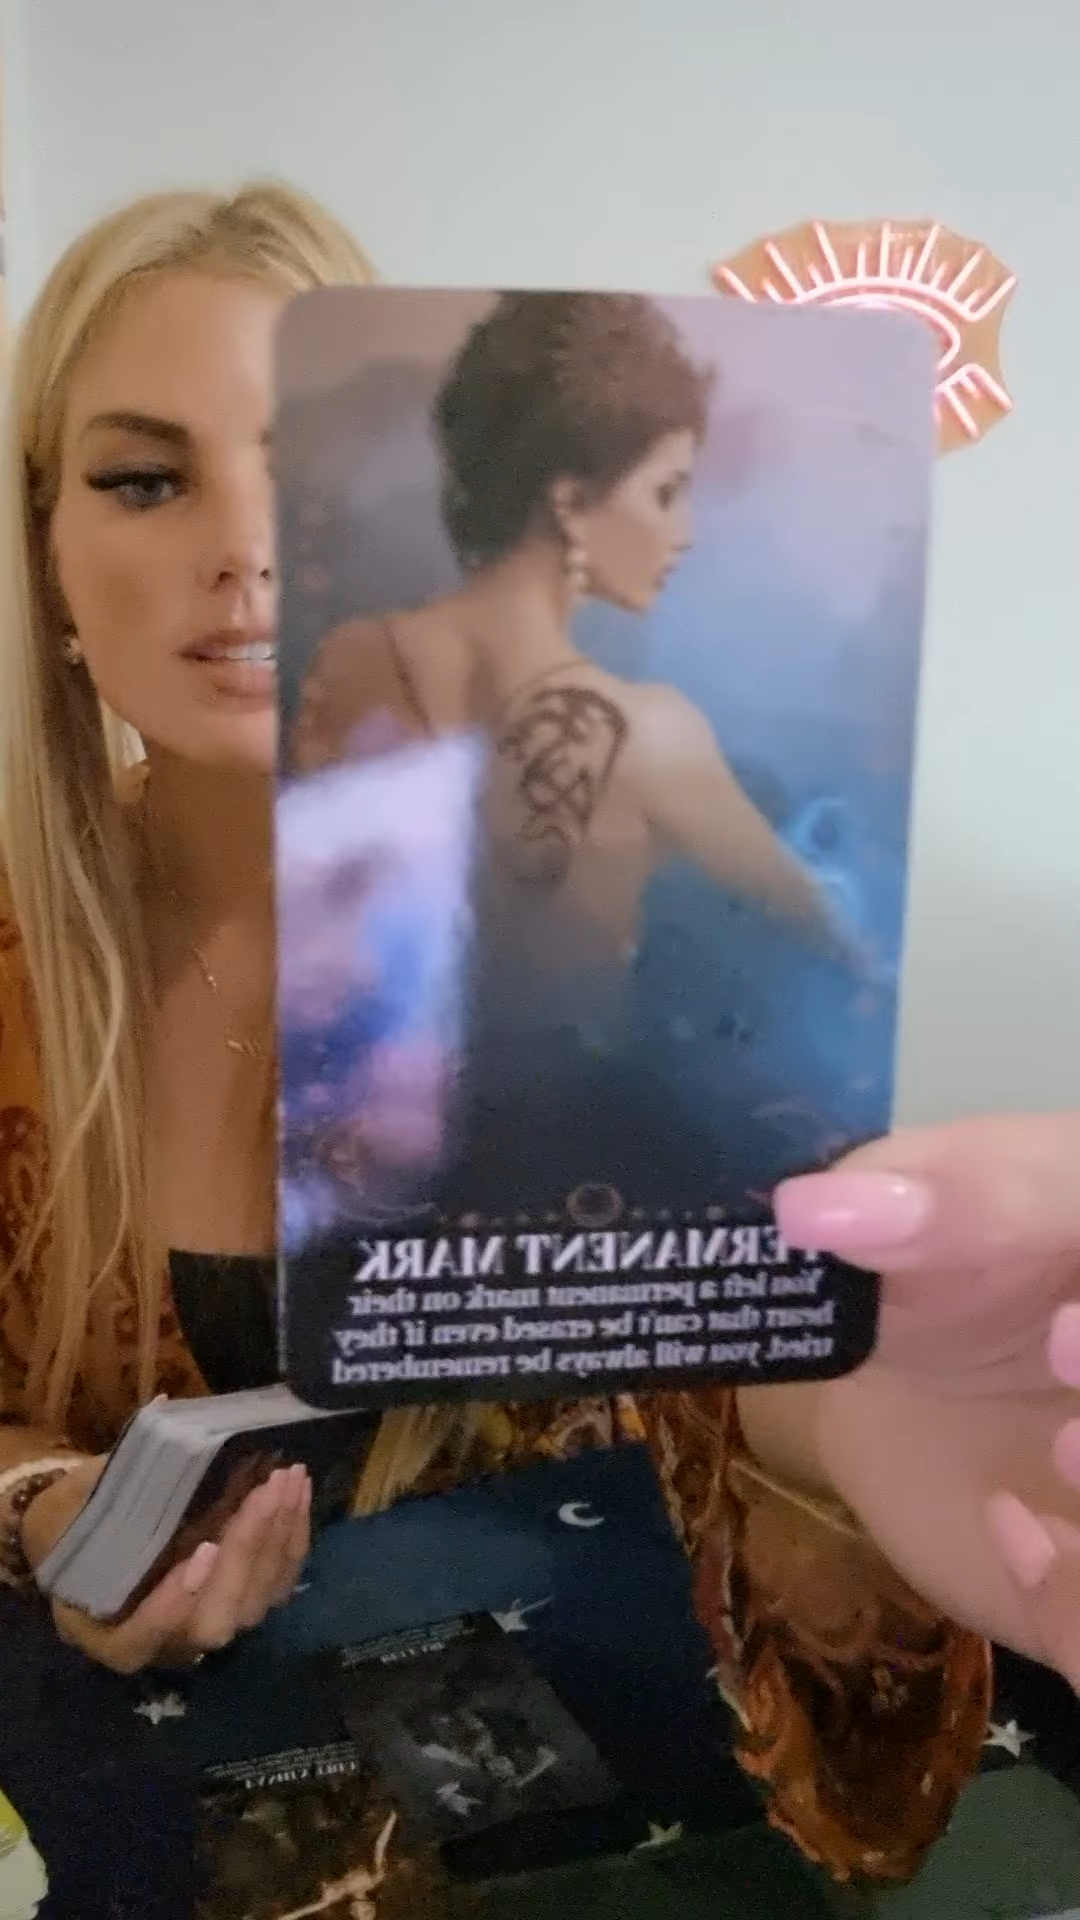 PERMANENT MARK
You left a permanent mark on their
heart that can't be erased even if they
tried, you will always be remembered